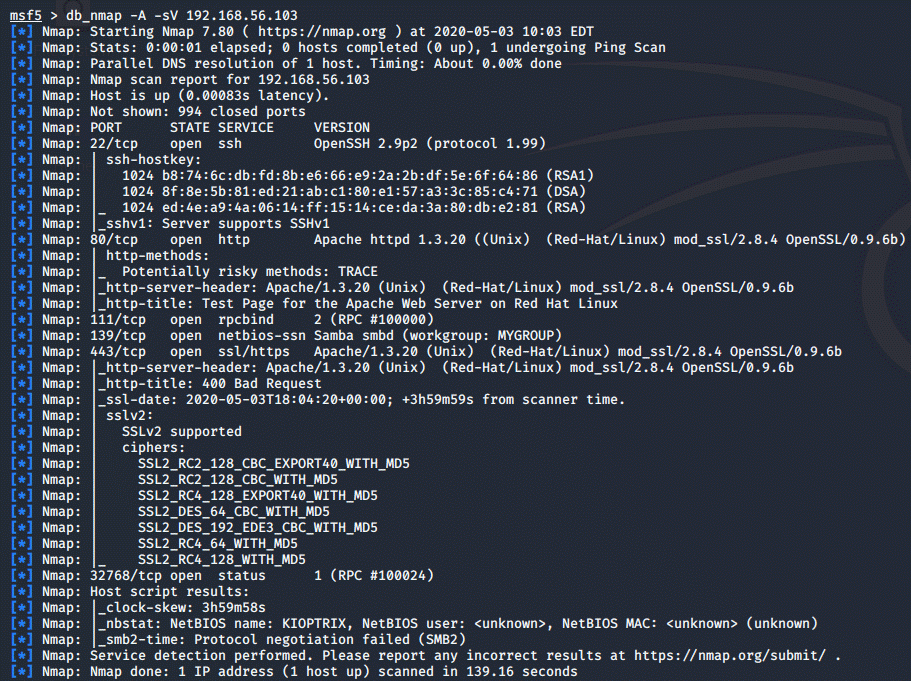 msf5 > db_nmap -A -sV 192.168.56.103
[*] Nmap: Starting Nmap 7.80 ( https://nmap.org ) at 2020-05-03 10:03 EDT
[*] Nmap: Stats: 0:00:01 elapsed; 0 hosts completed (0 up), 1 undergoing Ping Scan
[*] Nmap: Parallel DNS resolution of 1 host. Timing: About 0.00% done
[*] Nmap: Nmap scan report for 192.168.56.103
[*] Nmap: Host is up (0.00083s latency).
[*] Nmap: Not shown: 994 closed ports
[*] Nmap: PORT      STATE SERVICE     VERSION
[*] Nmap: 22/tcp    open  ssh         OpenSSH 2.9p2 (protocol 1.99)
[*] Nmap: | ssh-hostkey:
[*] Nmap: |   1024 b8:74:6c:db:fd:8b:e6:66:e9:2a:2b:df:5e:6f:64:86 (RSA1)
[*] Nmap: |   1024 8f:8e:5b:81:ed:21:ab:c1:80:e1:57:a3:3c:85:c4:71 (DSA)
[*] Nmap: |_  1024 ed:4e:a9:4a:06:14:ff:15:14:ce:da:3a:80:db:e2:81 (RSA)
[*] Nmap: |_sshv1: Server supports SSHv1
[*] Nmap: 80/tcp    open  http        Apache httpd 1.3.20 ((Unix)  (Red-Hat/Linux) mod_ssl/2.8.4 OpenSSL/0.9.6b)
[*] Nmap: | http-methods:
[*] Nmap: |_  Potentially risky methods: TRACE
[*] Nmap: |_http-server-header: Apache/1.3.20 (Unix)  (Red-Hat/Linux) mod_ssl/2.8.4 OpenSSL/0.9.6b
[*] Nmap: |_http-title: Test Page for the Apache Web Server on Red Hat Linux
[*] Nmap: 111/tcp   open  rpcbind     2 (RPC #100000)
[*] Nmap: 139/tcp   open  netbios-ssn Samba smbd (workgroup: MYGROUP)
[*] Nmap: 443/tcp   open  ssl/https   Apache/1.3.20 (Unix)  (Red-Hat/Linux) mod_ssl/2.8.4 OpenSSL/0.9.6b
[*] Nmap: |_http-server-header: Apache/1.3.20 (Unix)  (Red-Hat/Linux) mod_ssl/2.8.4 OpenSSL/0.9.6b
[*] Nmap: |_http-title: 400 Bad Request
[*] Nmap: |_ssl-date: 2020-05-03T18:04:20+00:00; +3h59m59s from scanner time.
[*] Nmap: | sslv2:
[*] Nmap: |   SSLv2 supported
[*] Nmap: |   ciphers:
[*] Nmap: |     SSL2_RC2_128_CBC_EXPORT40_WITH_MD5
[*] Nmap: |     SSL2_RC2_128_CBC_WITH_MD5
[*] Nmap: |     SSL2_RC4_128_EXPORT40_WITH_MD5
[*] Nmap: |     SSL2_DES_64_CBC_WITH_MD5
[*] Nmap: |     SSL2_DES_192_EDE3_CBC_WITH_MD5
[*] Nmap: |     SSL2_RC4_64_WITH_MD5
[*] Nmap: |_    SSL2_RC4_128_WITH_MD5
[*] Nmap: 32768/tcp open  status      1 (RPC #100024)
[*] Nmap: Host script results:
[*] Nmap: |_clock-skew: 3h59m58s
[*] Nmap: |_nbstat: NetBIOS name: KIOPTRIX, NetBIOS user: <unknown>, NetBIOS MAC: <unknown> (unknown)
[*] Nmap: |_smb2-time: Protocol negotiation failed (SMB2)
[*] Nmap: Service detection performed. Please report any incorrect results at https://nmap.org/submit/ .
[*] Nmap: Nmap done: 1 IP address (1 host up) scanned in 139.16 seconds